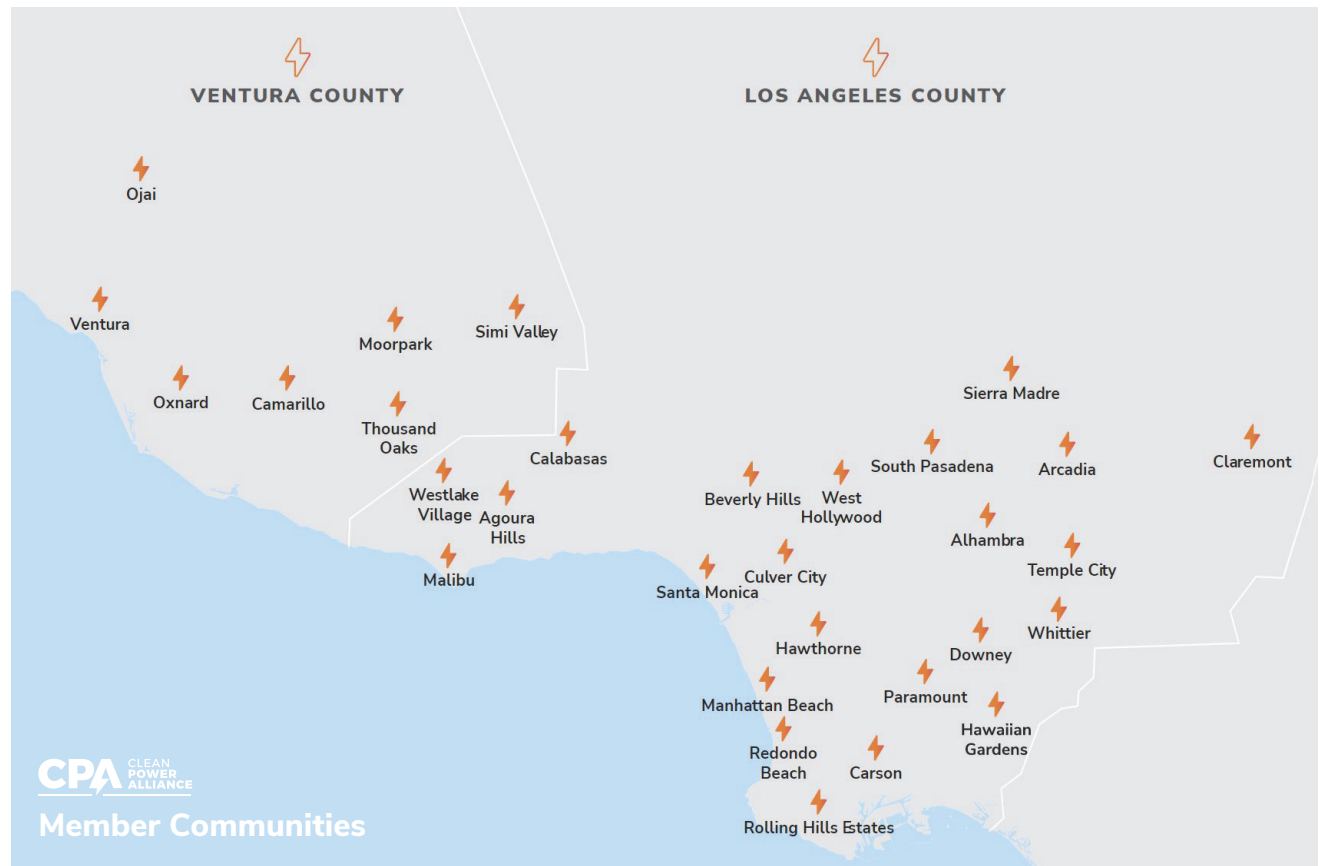 VENTURA COUNTY
LOS ANGELES COUNTY
Ojai
Ventura
Simi Valley
Moorpark
Oxnard
Camarillo
Thousand
Oaks
Sierra Madre
Calabasas
South Pasadena
Arcadia
Claremont
Westlake
Village
Agoura
Hills
Beverly Hills
West
Hollywood
Alhambra
Malibu
Santa Monica
Culver City
Temple City
Hawthorne
Downey
Whittier
Manhattan Beach
Paramount
Hawaiian
Gardens
Redondo
Beach
Carson
Rolling Hills Estates
CPA
CLEAN
POWER
ALLIANCE
Member Communities